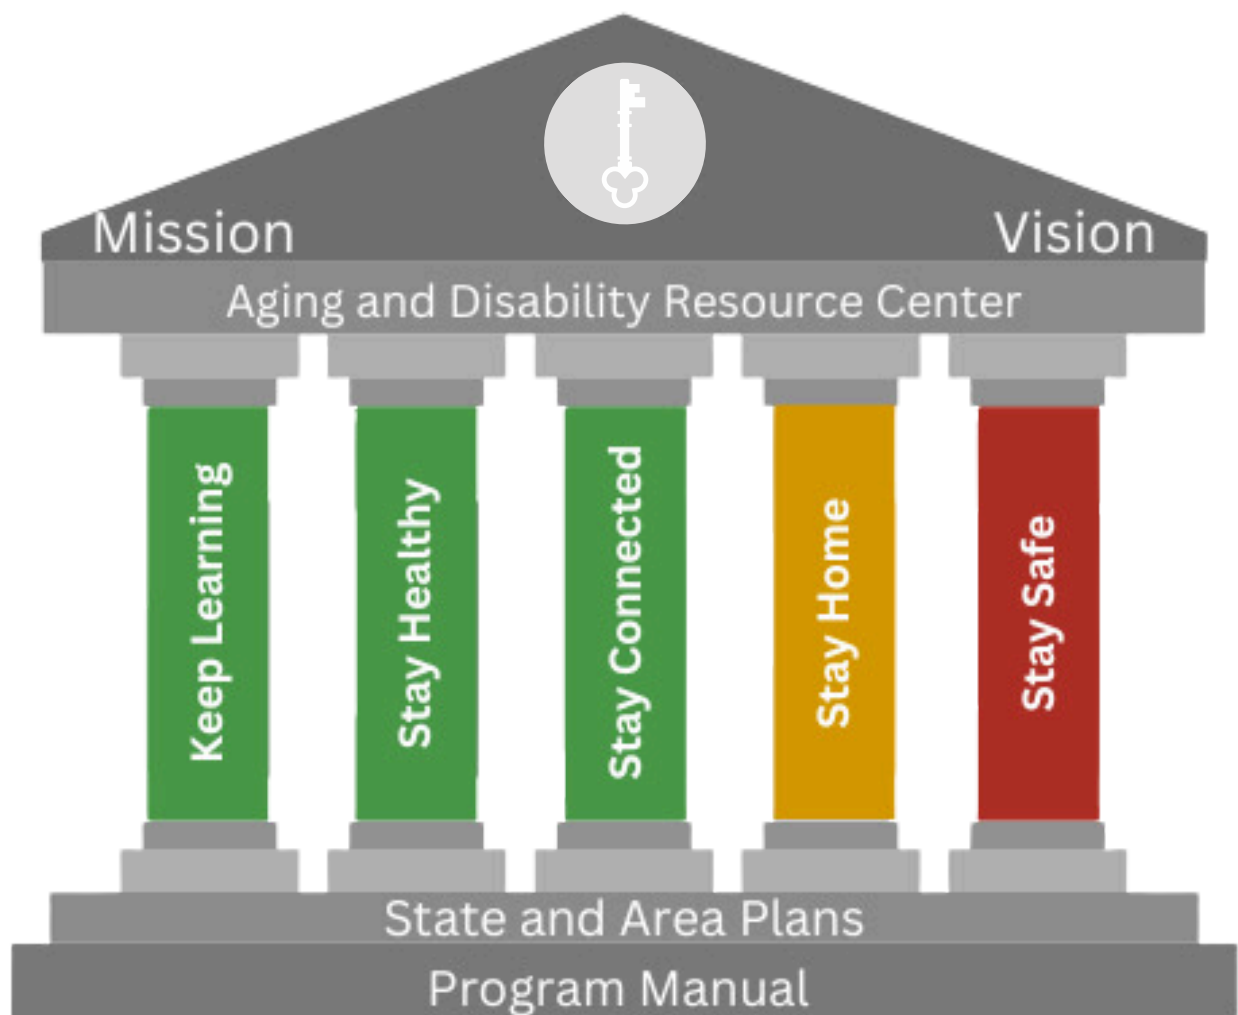 Mission
Vision
Aging and Disability Resource Center
Keep Learning
Stay Healthy
Stay Connected
Stay Home
Stay Safe
State and Area Plans
Program Manual